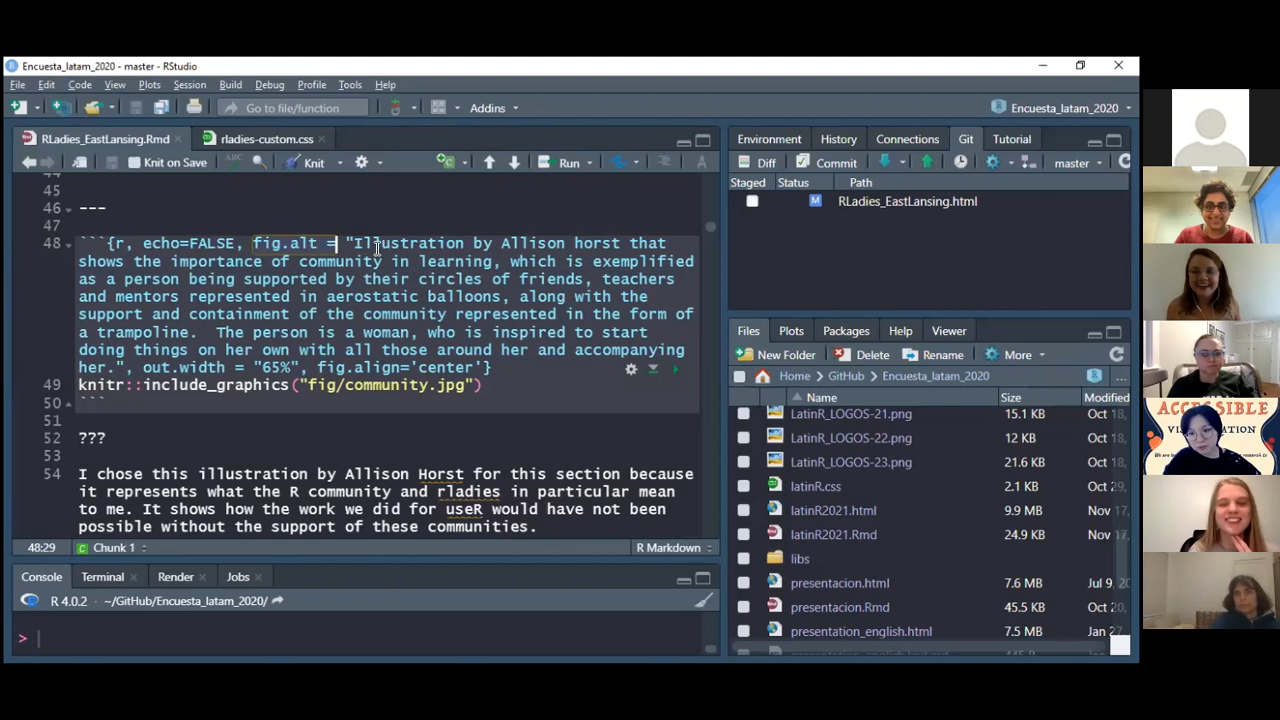 Encuesta_latam_2020 - master - RStudio
File Edit Code View Plots Session Build Debug Profile Tools Help
Go to file/function Addins Encuesta_latam_2020
RLadies_EastLansing.Rmd rladies-custom.css
Knit on Save ABC Knit Run
44
45
46 ---
47
48 ```{r, echo=FALSE, fig.alt = "Illustration by Allison horst that
shows the importance of community in learning, which is exemplified
as a person being supported by their circles of friends, teachers
and mentors represented in aerostatic balloons, along with the
support and containment of the community represented in the form of
a trampoline.  The person is a woman, who is inspired to start
doing things on her own with all those around her and accompanying
her.", out.width = "65%", fig.align='center'}
49 knitr::include_graphics("fig/community.jpg")
50 ```
51
52 ???
53
54 I chose this illustration by Allison Horst for this section because
it represents what the R community and rladies in particular mean
to me. It shows how the work we did for useR would have not been
possible without the support of these communities.
48:29 Chunk 1 R Markdown
Console Terminal Render Jobs
R 4.0.2 · ~/GitHub/Encuesta_latam_2020/
>
Environment History Connections Git Tutorial
Diff Commit master
Staged Status Path
M RLadies_EastLansing.html
Files Plots Packages Help Viewer
New Folder Delete Rename More
Home GitHub Encuesta_latam_2020 ...
Name Size Modified
LatinR_LOGOS-21.png 15.1 KB Oct 18,
LatinR_LOGOS-22.png 12 KB Oct 18,
LatinR_LOGOS-23.png 21.6 KB Oct 18,
latinR.css 2.1 KB Oct 29,
latinR2021.html 9.9 MB Nov 17,
latinR2021.Rmd 24.9 KB Nov 17,
libs
presentacion.html 7.6 MB Jul 9,
presentacion.Rmd 45.5 KB Oct 20,
presentation_english.html 7.5 MB Jan 27,
ACCESSIBLE